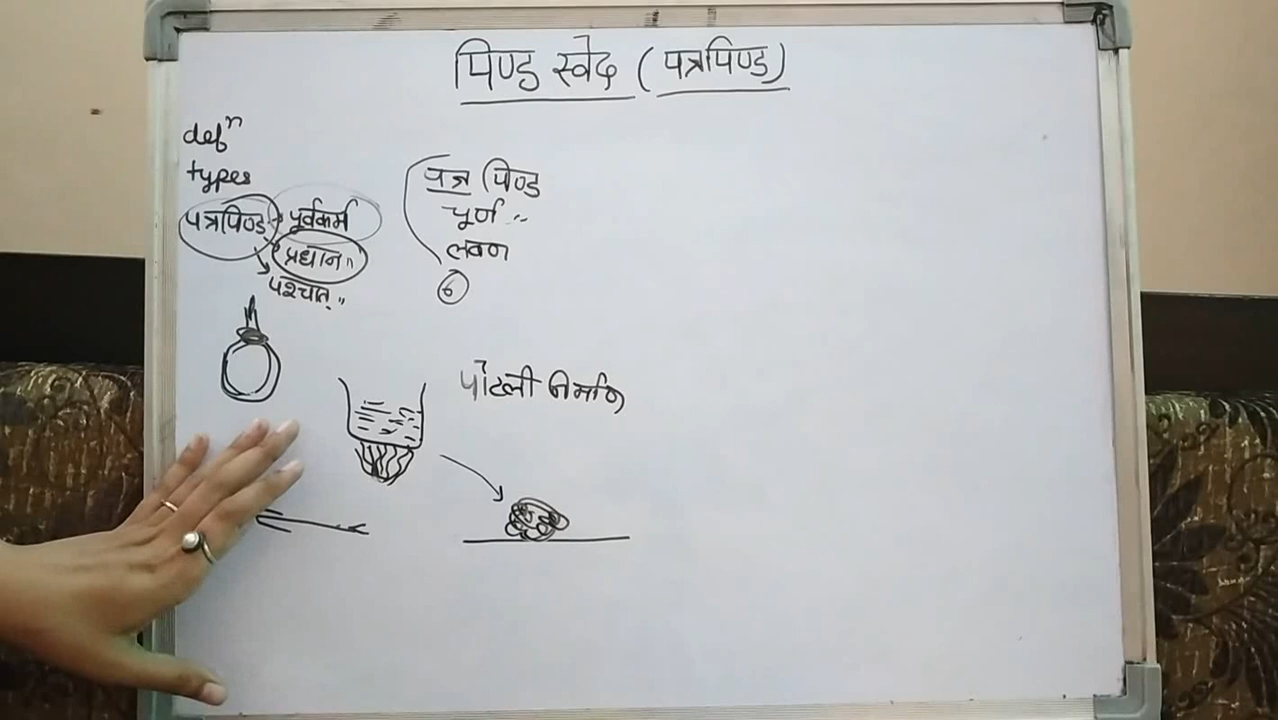 पिण्ड स्वेद (पत्रपिण्ड)
defⁿ
types
पत्रपिण्ड → पूर्वकर्म
प्रधान "
पश्चात् "
पत्र पिण्ड
चूर्ण "
लवण
6
पोटली निर्माण